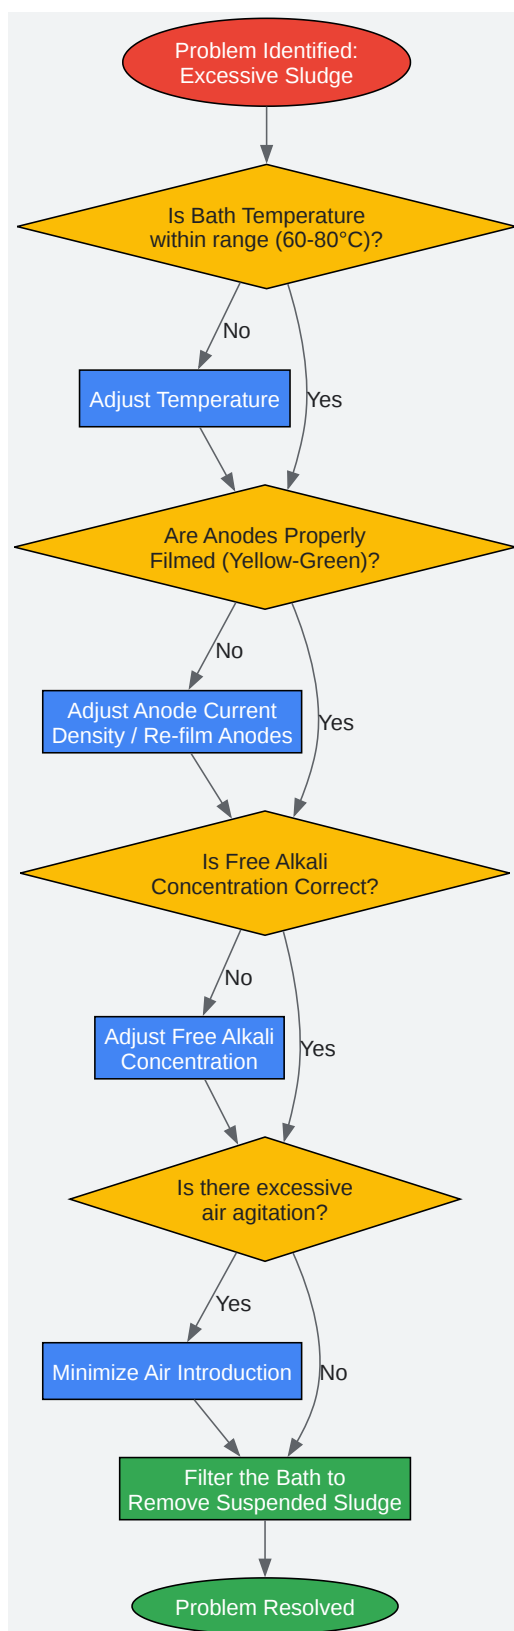 Problem Identified:
Excessive Sludge
Is Bath Temperature
within range (60-80°C)?
No
Adjust Temperature
Yes
Are Anodes Properly
Filmed (Yellow-Green)?
No
Adjust Anode Current
Density / Re-film Anodes
Yes
Is Free Alkali
Concentration Correct?
No
Adjust Free Alkali
Concentration
Yes
Is there excessive
air agitation?
Yes
Minimize Air Introduction
No
Filter the Bath to
Remove Suspended Sludge
Problem Resolved